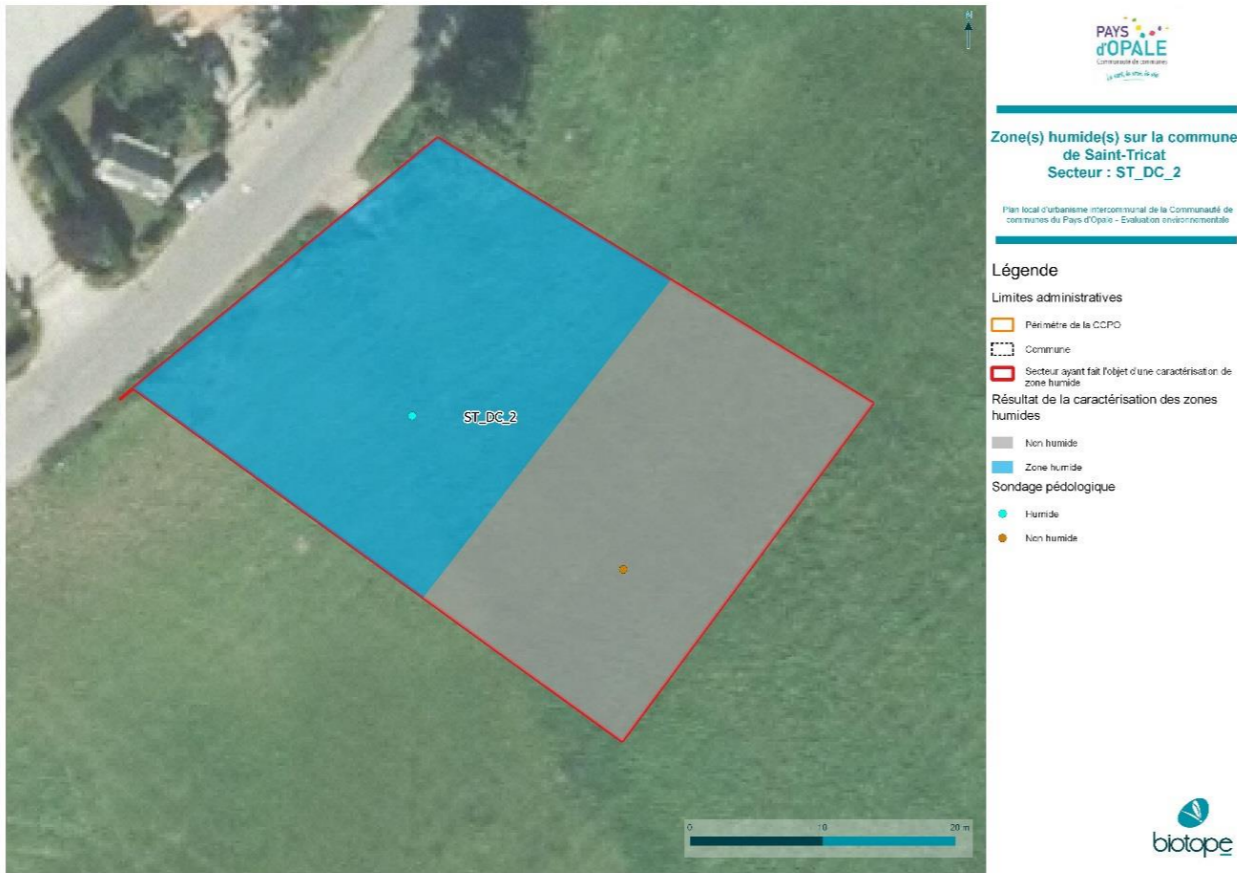 N
ST_DC_2
0 10 20 m
PAYS
d'OPALE
Communauté de communes
Zone(s) humide(s) sur la commune
de Saint-Tricat
Secteur : ST_DC_2
Plan local d'urbanisme intercommunal de la Communauté de
communes du Pays d'Opale - Evaluation environnementale
Légende
Limites administratives
Périmètre de la CCPO
Commune
Secteur ayant fait l'objet d'une caractérisation de
zone humide
Résultat de la caractérisation des zones
humides
Non humide
Zone humide
Sondage pédologique
Humide
Non humide
biotope